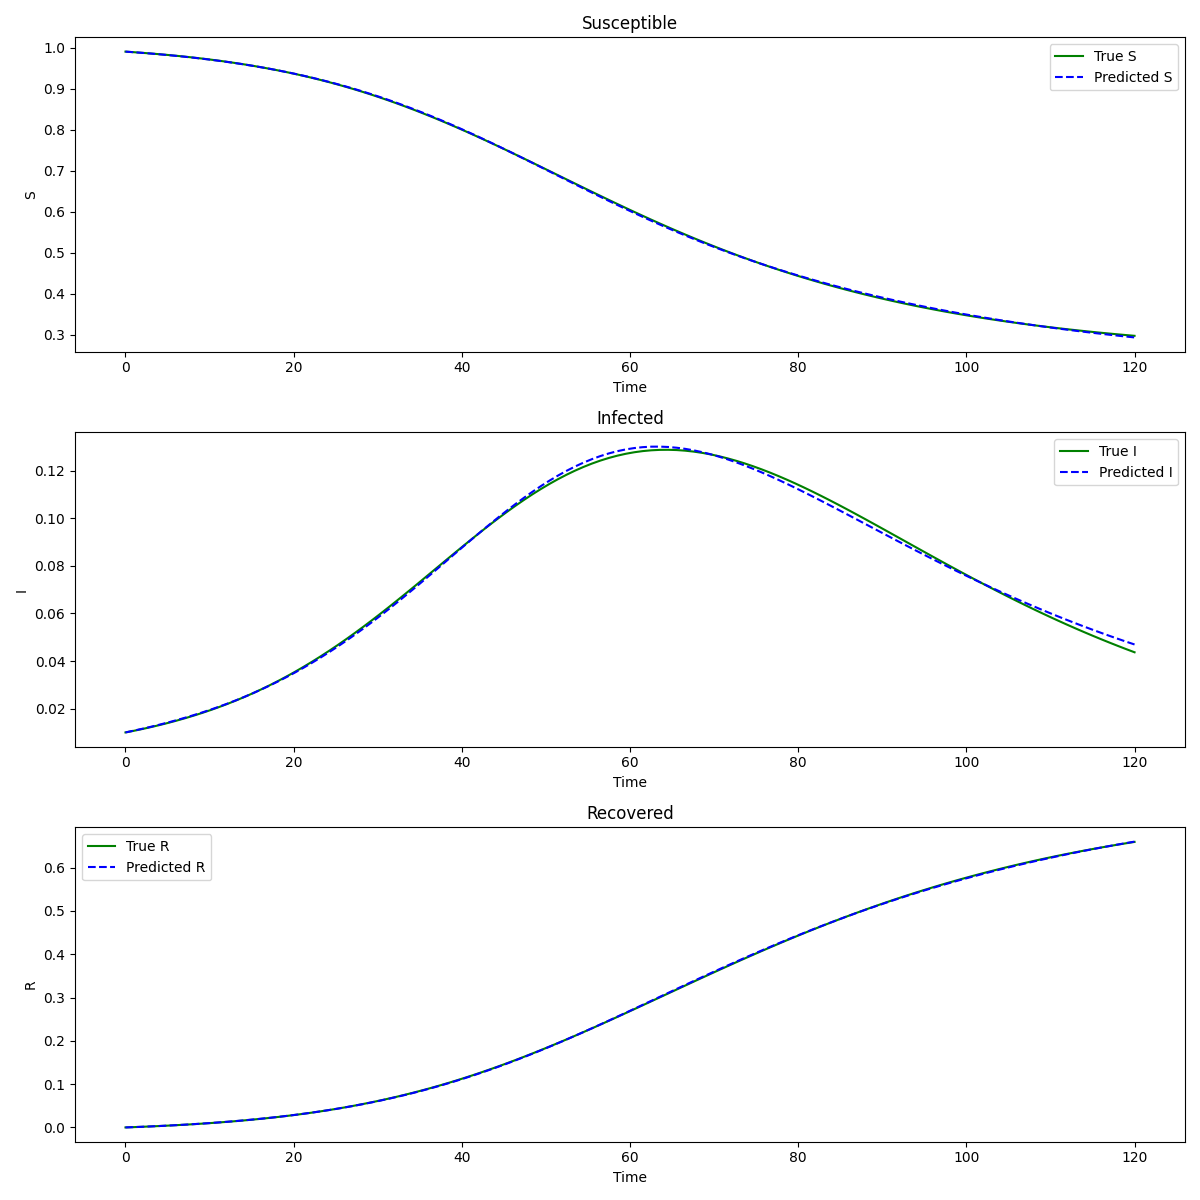 Susceptible
True S
Predicted S
1.0
0.9
0.8
0.7
0.6
0.5
0.4
0.3
S
0 20 40 60 80 100 120
Time
Infected
True I
Predicted I
0.12
0.10
0.08
0.06
0.04
0.02
I
0 20 40 60 80 100 120
Time
Recovered
True R
Predicted R
0.6
0.5
0.4
0.3
0.2
0.1
0.0
R
0 20 40 60 80 100 120
Time